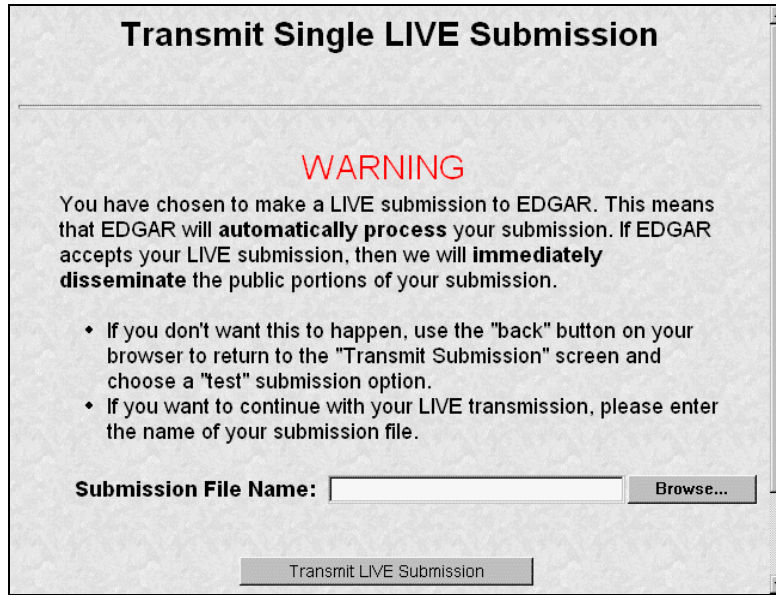 Transmit Single LIVE Submission
WARNING
You have chosen to make a LIVE submission to EDGAR. This means
that EDGAR will automatically process your submission. If EDGAR
accepts your LIVE submission, then we will immediately
disseminate the public portions of your submission.
• If you don't want this to happen, use the "back" button on your
browser to return to the "Transmit Submission" screen and
choose a "test" submission option.
• If you want to continue with your LIVE transmission, please enter
the name of your submission file.
Submission File Name: Browse...
Transmit LIVE Submission